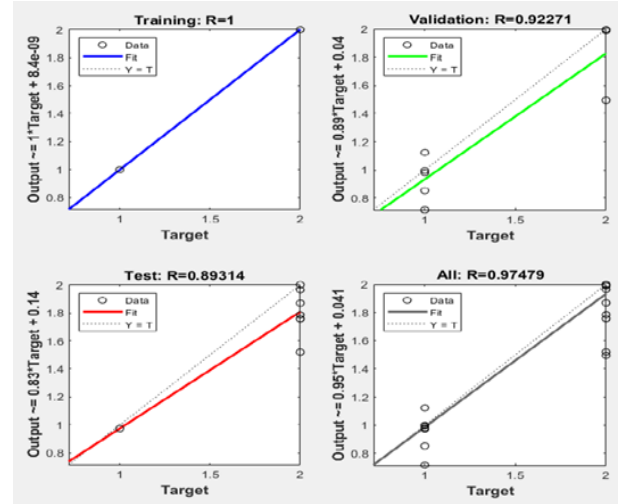 Training: R=1
Output ~= 1*Target + 8.4e-09
2
1.8
1.6
1.4
1.2
1
0.8
Data
Fit
Y = T
1
1.5
2
Target
Validation: R=0.92271
Output ~= 0.89*Target + 0.04
2
1.8
1.6
1.4
1.2
1
0.8
Data
Fit
Y = T
1
1.5
2
Target
Test: R=0.89314
Output ~= 0.83*Target + 0.14
2
1.8
1.6
1.4
1.2
1
0.8
Data
Fit
Y = T
1
1.5
2
Target
All: R=0.97479
Output ~= 0.95*Target + 0.041
2
1.8
1.6
1.4
1.2
1
0.8
Data
Fit
Y = T
1
1.5
2
Target